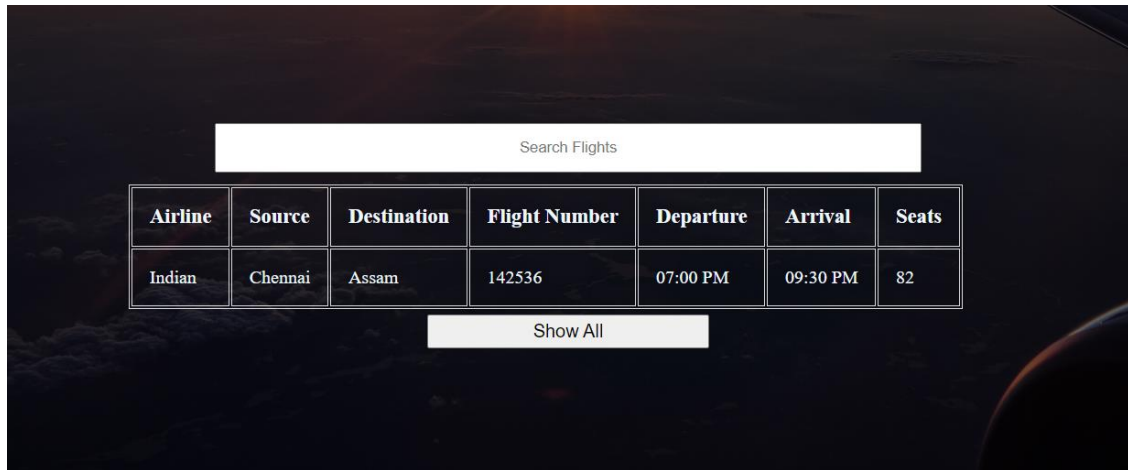 Search Flights
Airline Source Destination Flight Number Departure Arrival Seats
Indian Chennai Assam 142536 07:00 PM 09:30 PM 82
Show All